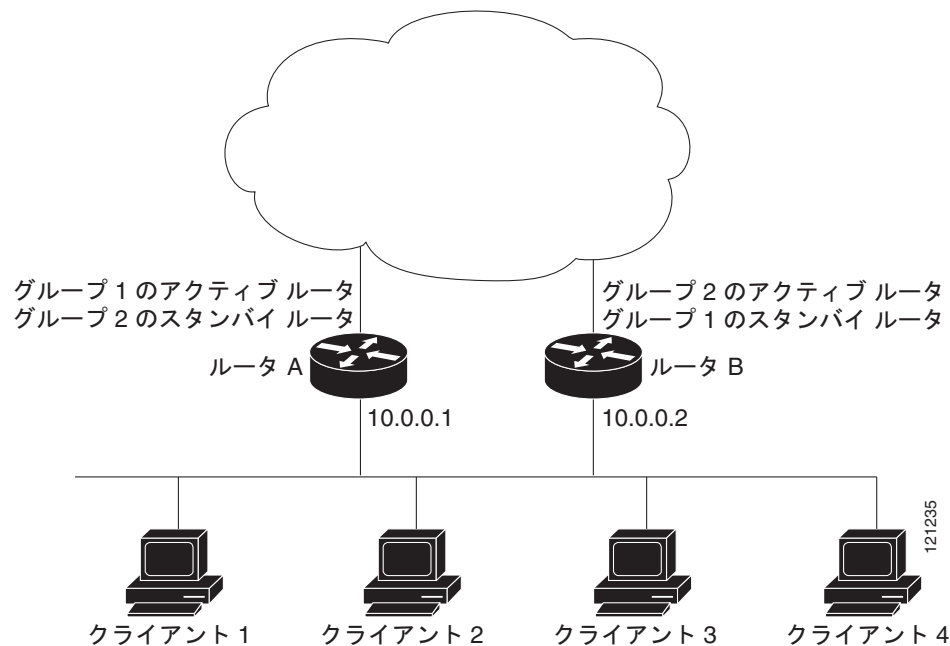 グループ 1 のアクティブ ルータ
グループ 2 のスタンバイ ルータ
グループ 2 のアクティブ ルータ
グループ 1 のスタンバイ ルータ
ルータ A
ルータ B
10.0.0.1
10.0.0.2
121235
クライアント 1
クライアント 2
クライアント 3
クライアント 4